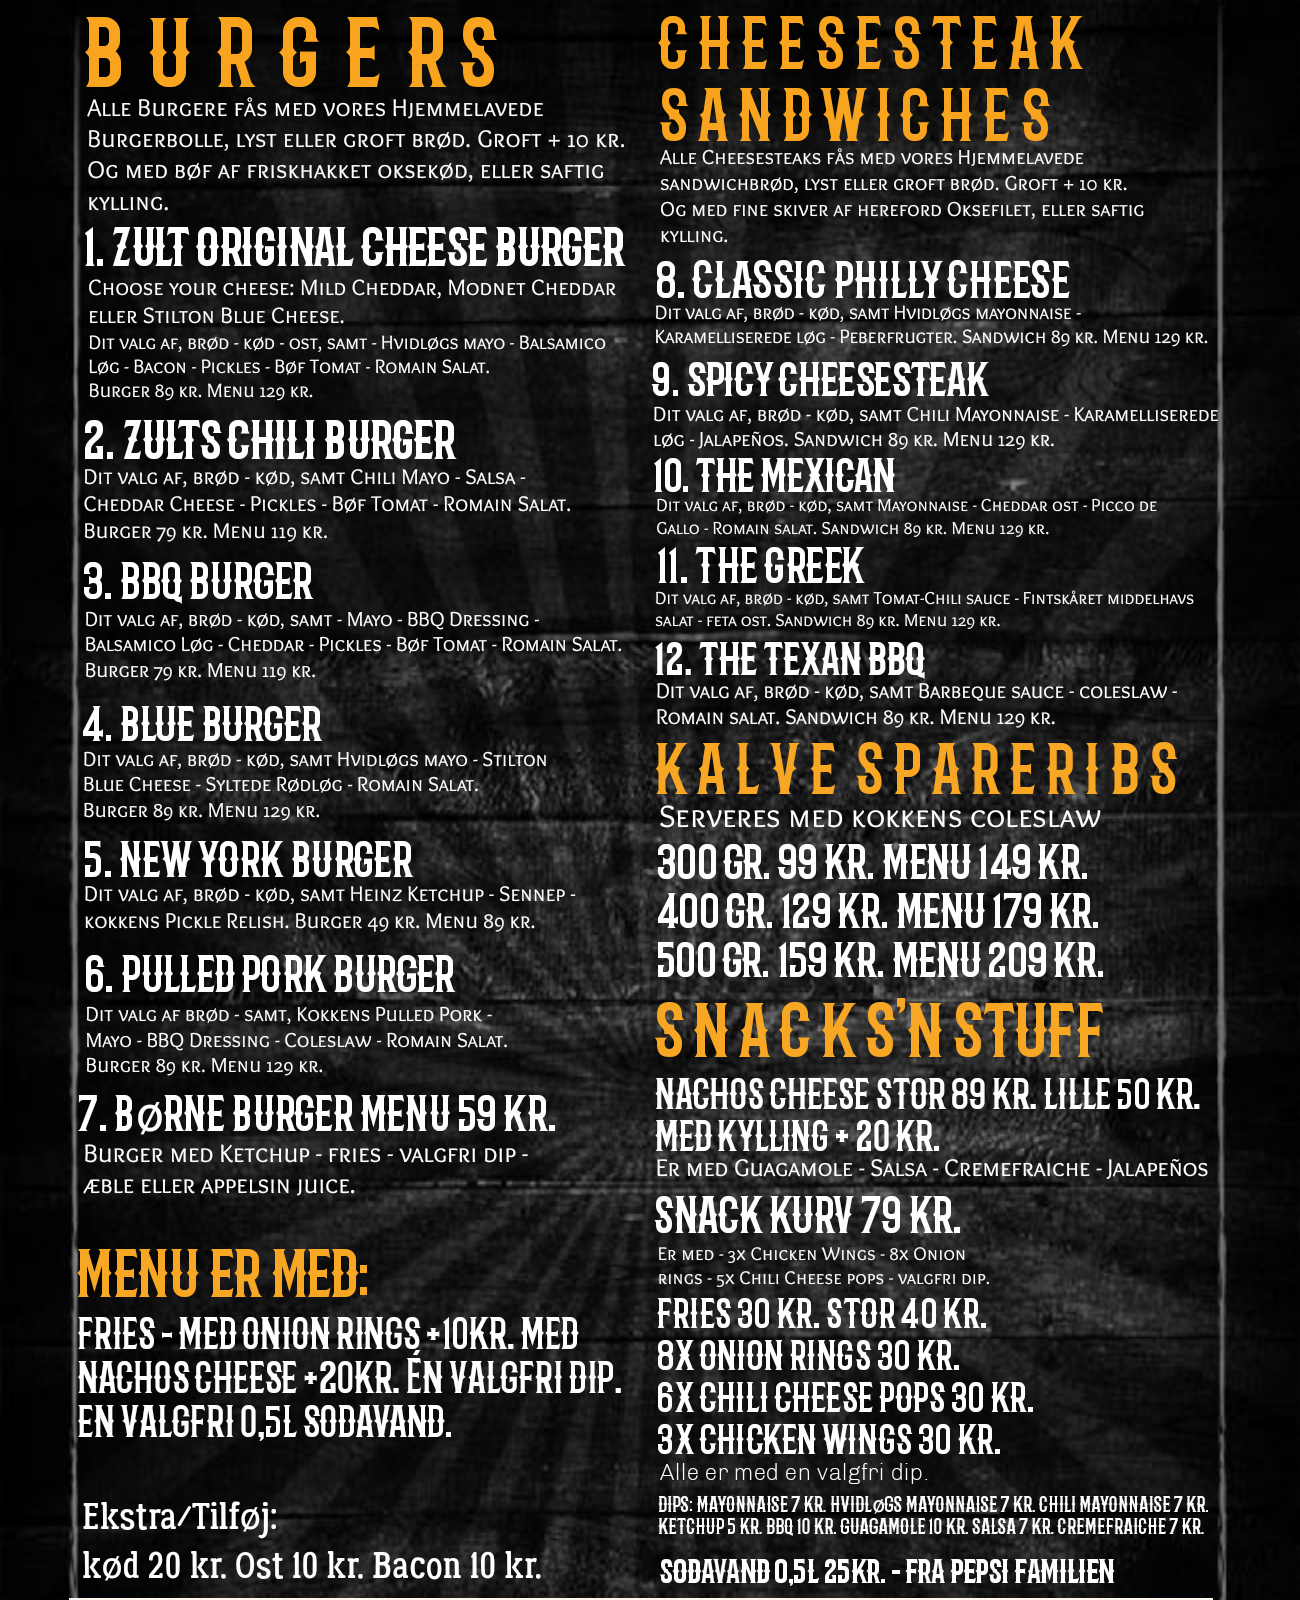 BURGERS
Alle Burgere fås med vores Hjemmelavede
Burgerbolle, lyst eller groft brød. Groft + 10 kr.
Og med bøf af friskhakket oksekød, eller saftig
kylling.
1. ZULT ORIGINAL CHEESE BURGER
Choose your cheese: Mild Cheddar, Modnet Cheddar
eller Stilton Blue Cheese.
Dit valg af, brød - kød - ost, samt - Hvidløgs mayo - Balsamico
Løg - Bacon - Pickles - Bøf Tomat - Romain Salat.
Burger 89 kr. Menu 129 kr.
2. ZULTS CHILI BURGER
Dit valg af, brød - kød, samt Chili Mayo - Salsa -
Cheddar Cheese - Pickles - Bøf Tomat - Romain Salat.
Burger 79 kr. Menu 119 kr.
3. BBQ BURGER
Dit valg af, brød - kød, samt - Mayo - BBQ Dressing -
Balsamico Løg - Cheddar - Pickles - Bøf Tomat - Romain Salat.
Burger 79 kr. Menu 119 kr.
4. BLUE BURGER
Dit valg af, brød - kød, samt Hvidløgs mayo - Stilton
Blue Cheese - Syltede Rødløg - Romain Salat.
Burger 89 kr. Menu 129 kr.
5. NEW YORK BURGER
Dit valg af, brød - kød, samt Heinz Ketchup - Sennep -
kokkens Pickle Relish. Burger 49 kr. Menu 89 kr.
6. PULLED PORK BURGER
Dit valg af brød - samt, Kokkens Pulled Pork -
Mayo - BBQ Dressing - Coleslaw - Romain Salat.
Burger 89 kr. Menu 129 kr.
7. BØRNE BURGER MENU 59 KR.
Burger med Ketchup - fries - valgfri dip -
æble eller appelsin juice.
MENU ER MED:
FRIES - MED ONION RINGS +10KR. MED
NACHOS CHEESE +20KR. ÉN VALGFRI DIP.
EN VALGFRI 0,5L SODAVAND.
Ekstra/Tilføj:
kød 20 kr. Ost 10 kr. Bacon 10 kr.
CHEESESTEAK
SANDWICHES
Alle Cheesesteaks fås med vores Hjemmelavede
sandwichbrød, lyst eller groft brød. Groft + 10 kr.
Og med fine skiver af hereford Oksefilet, eller saftig
kylling.
8. CLASSIC PHILLY CHEESE
Dit valg af, brød - kød, samt Hvidløgs mayonnaise -
Karamelliserede løg - Peberfrugter. Sandwich 89 kr. Menu 129 kr.
9. SPICY CHEESESTEAK
Dit valg af, brød - kød, samt Chili Mayonnaise - Karamelliserede
løg - Jalapeños. Sandwich 89 kr. Menu 129 kr.
10. THE MEXICAN
Dit valg af, brød - kød, samt Mayonnaise - Cheddar ost - Picco de
Gallo - Romain salat. Sandwich 89 kr. Menu 129 kr.
11. THE GREEK
Dit valg af, brød - kød, samt Tomat-Chili sauce - Fintskåret middelhavs
salat - feta ost. Sandwich 89 kr. Menu 129 kr.
12. THE TEXAN BBQ
Dit valg af, brød - kød, samt Barbeque sauce - coleslaw -
Romain salat. Sandwich 89 kr. Menu 129 kr.
KALVE SPARERIBS
Serveres med kokkens coleslaw
300 GR. 99 KR. MENU 149 KR.
400 GR. 129 KR. MENU 179 KR.
500 GR. 159 KR. MENU 209 KR.
SNACKS'N STUFF
NACHOS CHEESE STOR 89 KR. LILLE 50 KR.
MED KYLLING + 20 KR.
Er med Guagamole - Salsa - Cremefraiche - Jalapeños
SNACK KURV 79 KR.
Er med - 3x Chicken Wings - 8x Onion
rings - 5x Chili Cheese pops - valgfri dip.
FRIES 30 KR. STOR 40 KR.
8X ONION RINGS 30 KR.
6X CHILI CHEESE POPS 30 KR.
3X CHICKEN WINGS 30 KR.
Alle er med en valgfri dip.
DIPS: MAYONNAISE 7 KR. HVIDLØGS MAYONNAISE 7 KR. CHILI MAYONNAISE 7 KR.
KETCHUP 5 KR. BBQ 10 KR. GUAGAMOLE 10 KR. SALSA 7 KR. CREMEFRAICHE 7 KR.
SODAVAND 0,5L 25KR. - FRA PEPSI FAMILIEN